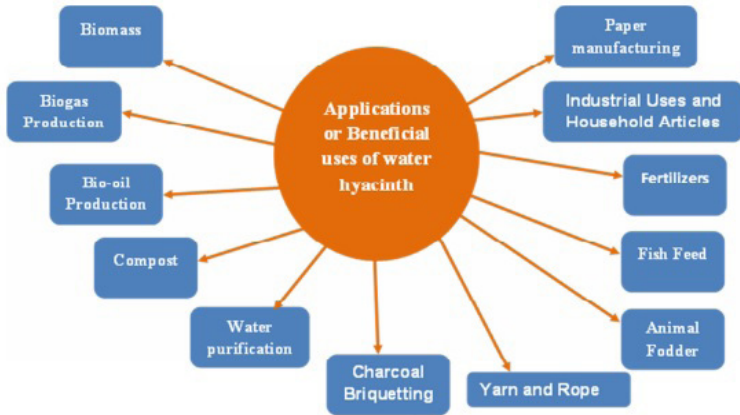 Applications
or Beneficial
uses of water
hyacinth
Biomass
Biogas
Production
Bio-oil
Production
Compost
Water
purification
Charcoal
Briquetting
Yarn and Rope
Animal
Fodder
Fish Feed
Fertilizers
Industrial Uses and
Household Articles
Paper
manufacturing